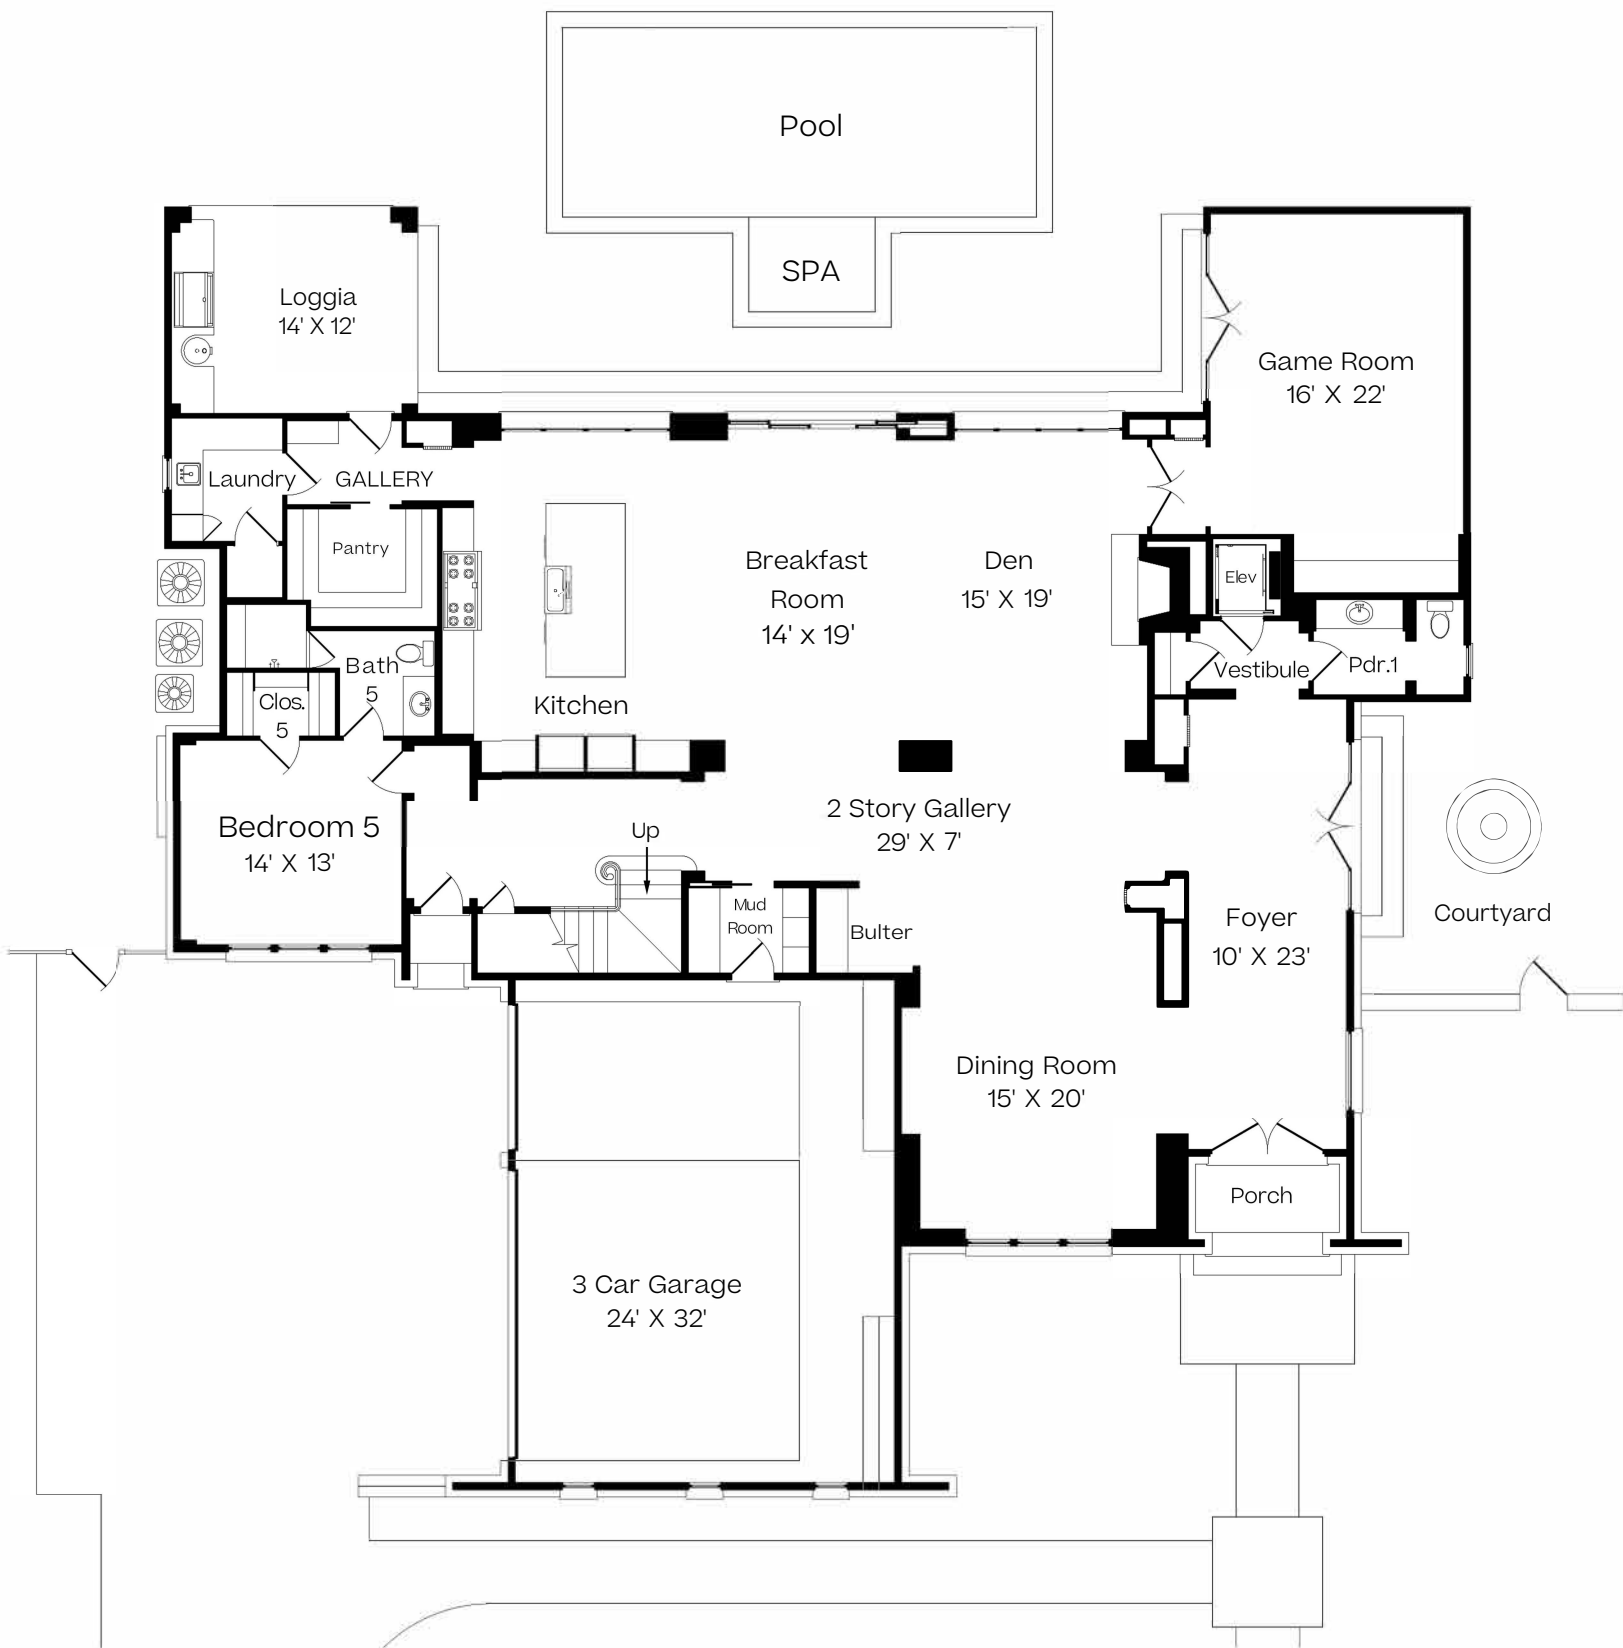 Pool
SPA
Loggia
14' X 12'
Game Room
16' X 22'
Laundry
GALLERY
Pantry
Breakfast
Room
14' x 19'
Den
15' X 19'
Elev
Vestibule
Pdr.1
Bath
5
Clos.
5
Kitchen
Bedroom 5
14' X 13'
Up
2 Story Gallery
29' X 7'
Mud
Room
Bulter
Foyer
10' X 23'
Courtyard
Dining Room
15' X 20'
Porch
3 Car Garage
24' X 32'